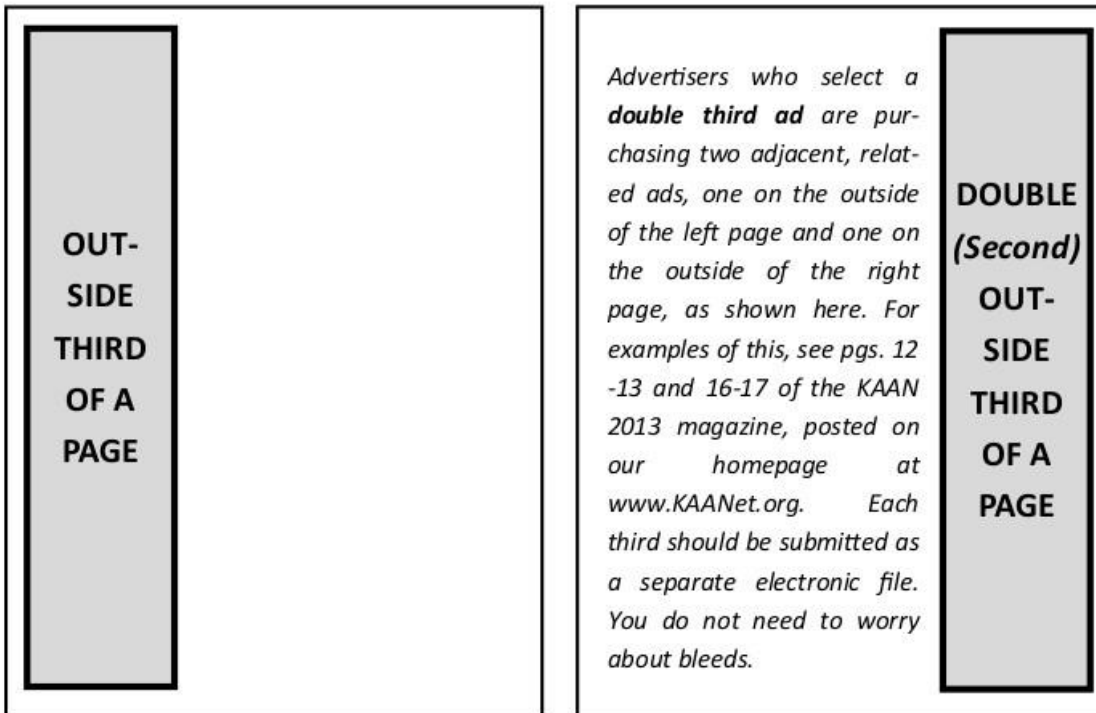 OUT-
SIDE
THIRD
OF A
PAGE
Advertisers who select a
double third ad are pur-
chasing two adjacent, relat-
ed ads, one on the outside
of the left page and one on
the outside of the right
page, as shown here. For
examples of this, see pgs. 12
-13 and 16-17 of the KAAN
2013 magazine, posted on
our homepage at
www.KAANet.org. Each
third should be submitted as
a separate electronic file.
You do not need to worry
about bleeds.
DOUBLE
(Second)
OUT-
SIDE
THIRD
OF A
PAGE